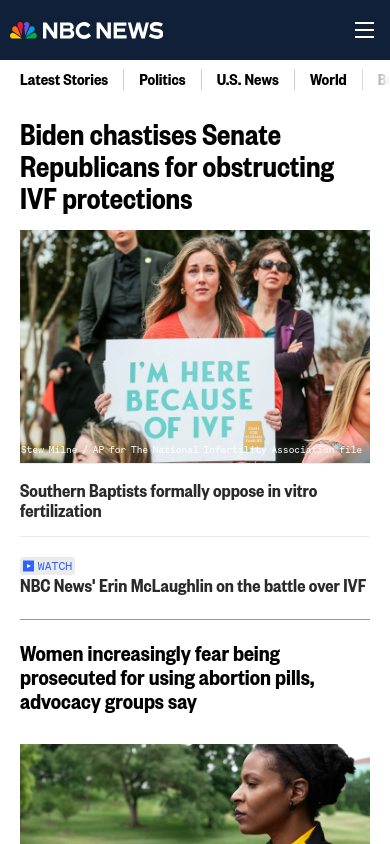 NBC NEWS
Latest Stories
Politics
U.S. News
World
Biden chastises Senate
Republicans for obstructing
IVF protections
I'M HERE
BECAUSE
OF IVF
Stew Milne / AP for The National Infertility Association file
Southern Baptists formally oppose in vitro
fertilization
WATCH
NBC News' Erin McLaughlin on the battle over IVF
Women increasingly fear being
prosecuted for using abortion pills,
advocacy groups say